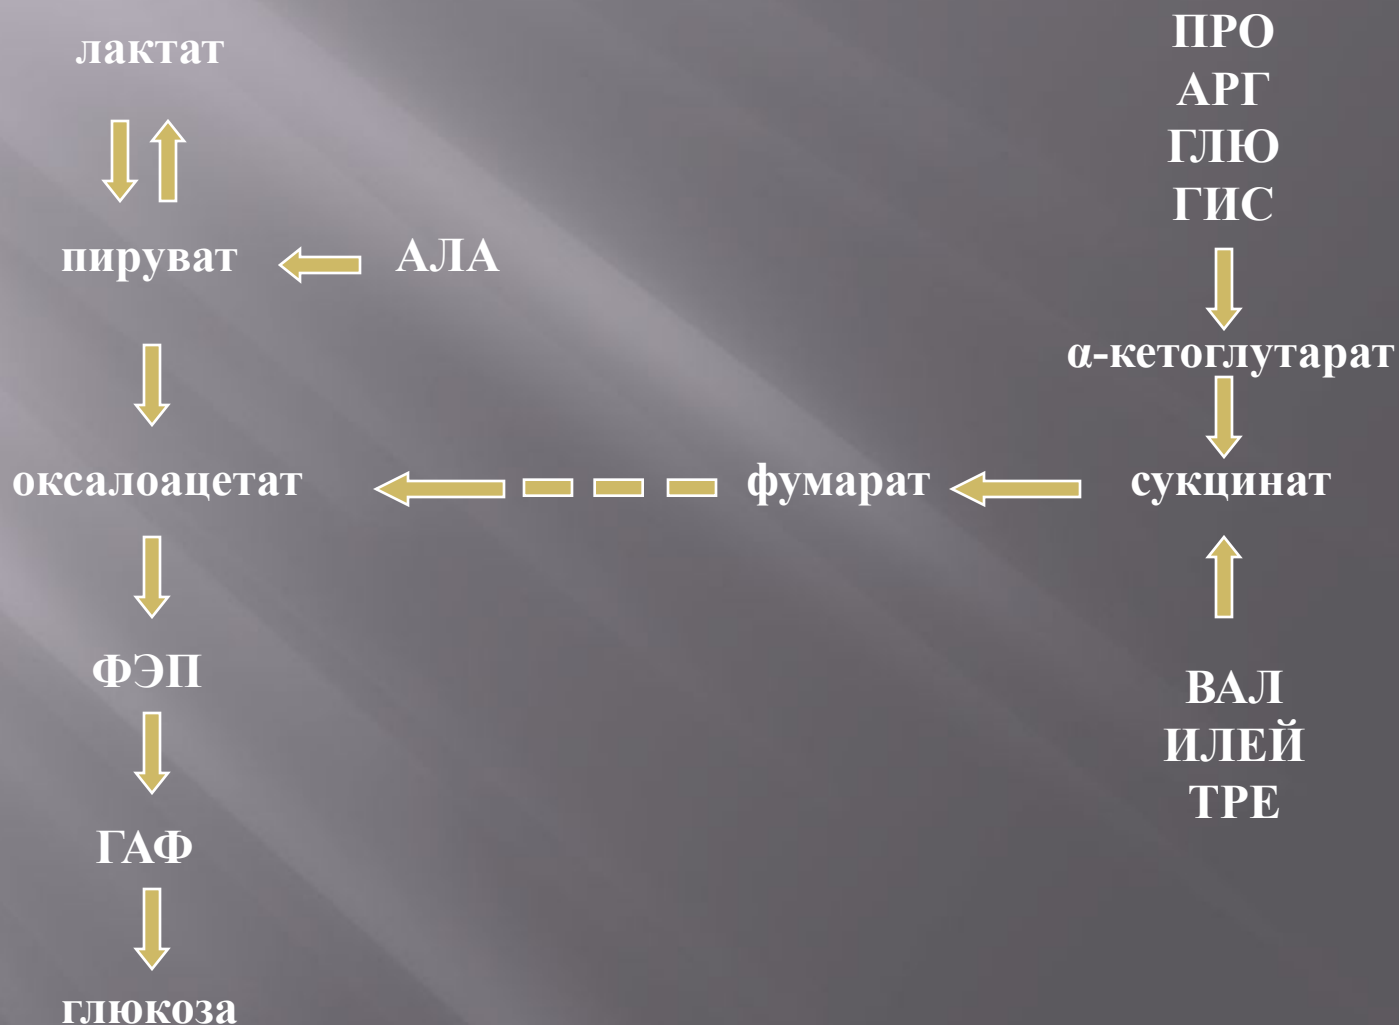 лактат
пируват
АЛА
оксалоацетат
ФЭП
ГАФ
глюкоза
фумарат
ПРО
АРГ
ГЛЮ
ГИС
α-кетоглутарат
сукцинат
ВАЛ
ИЛЕЙ
ТРЕ